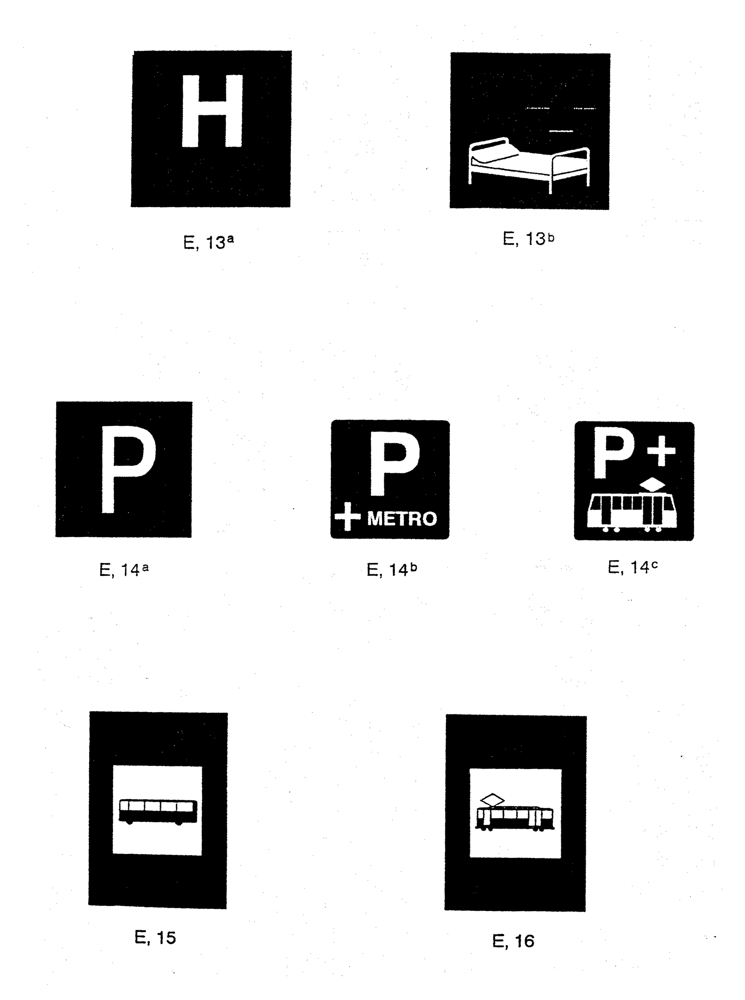 H
E, 13a
E, 13b
P
P
+ METRO
P +
E, 14a
E, 14b
E, 14c
E, 15
E, 16